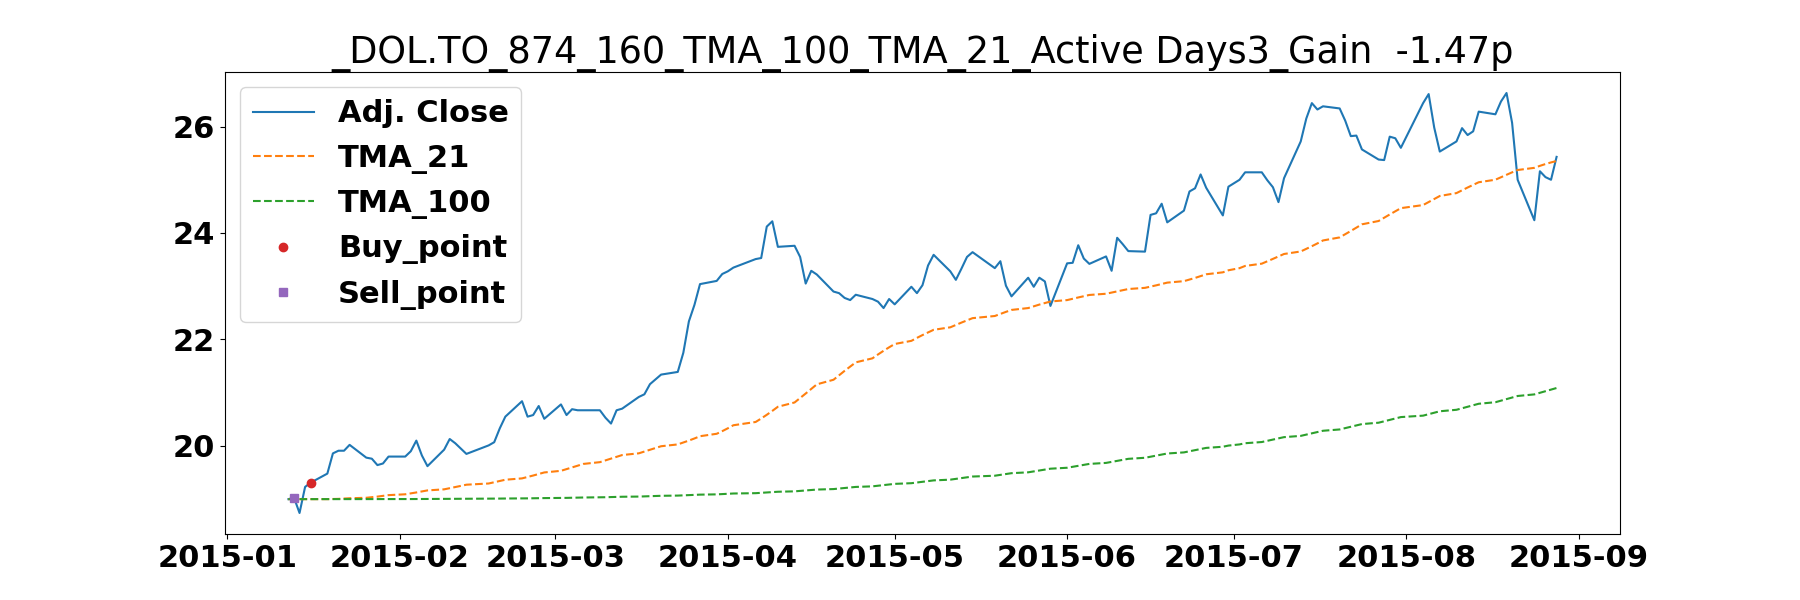 _DOL.TO_874_160_TMA_100_TMA_21_Active Days3_Gain  -1.47p
Adj. Close
TMA_21
TMA_100
Buy_point
Sell_point
26
24
22
20
2015-01 2015-02 2015-03 2015-04 2015-05 2015-06 2015-07 2015-08 2015-09